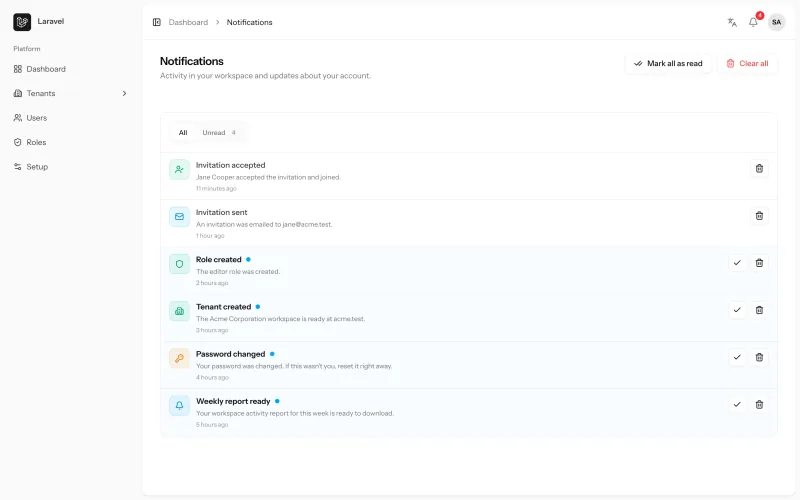 Laravel
Platform
Dashboard
Tenants
Users
Roles
Setup
Dashboard > Notifications
4
SA
Notifications
Activity in your workspace and updates about your account.
Mark all as read
Clear all
All
Unread 4
Invitation accepted
Jane Cooper accepted the invitation and joined.
11 minutes ago
Invitation sent
An invitation was emailed to jane@acme.test.
1 hour ago
Role created
The editor role was created.
2 hours ago
Tenant created
The Acme Corporation workspace is ready at acme.test.
3 hours ago
Password changed
Your password was changed. If this wasn't you, reset it right away.
4 hours ago
Weekly report ready
Your workspace activity report for this week is ready to download.
5 hours ago